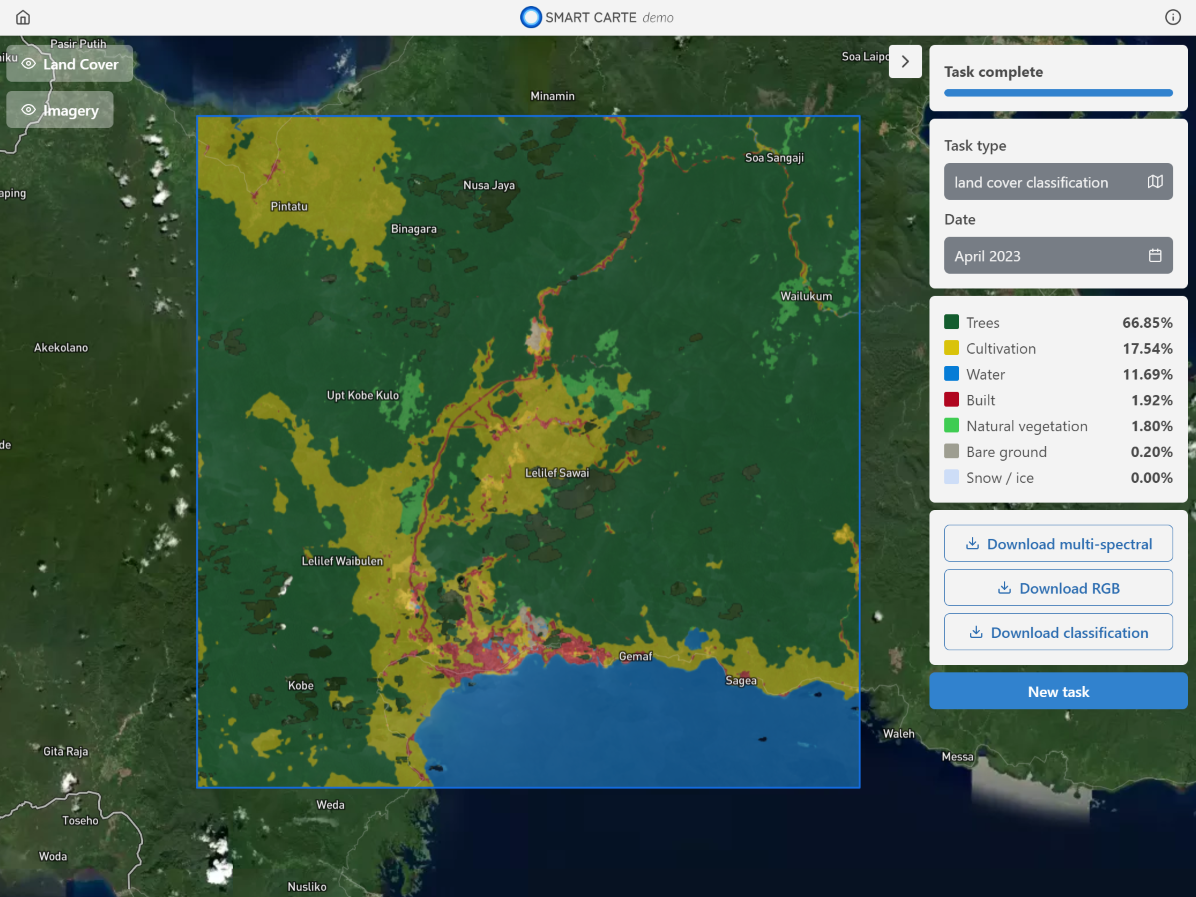 SMART CARTE demo
Pasir Putih
Land Cover
Imagery
Soa Laipo
Minamin
Soa Sangaji
Nusa Jaya
aping
Pintatu
Binagara
Wailukum
Akekolano
Upt Kobe Kulo
de
Lelilef Sawai
Lelilef Waibulen
Gemaf
Sagea
Kobe
Waleh
Gita Raja
Messa
Weda
Toseho
Woda
Nusliko
Task complete
Task type
land cover classification
Date
April 2023
Trees 66.85%
Cultivation 17.54%
Water 11.69%
Built 1.92%
Natural vegetation 1.80%
Bare ground 0.20%
Snow / ice 0.00%
Download multi-spectral
Download RGB
Download classification
New task